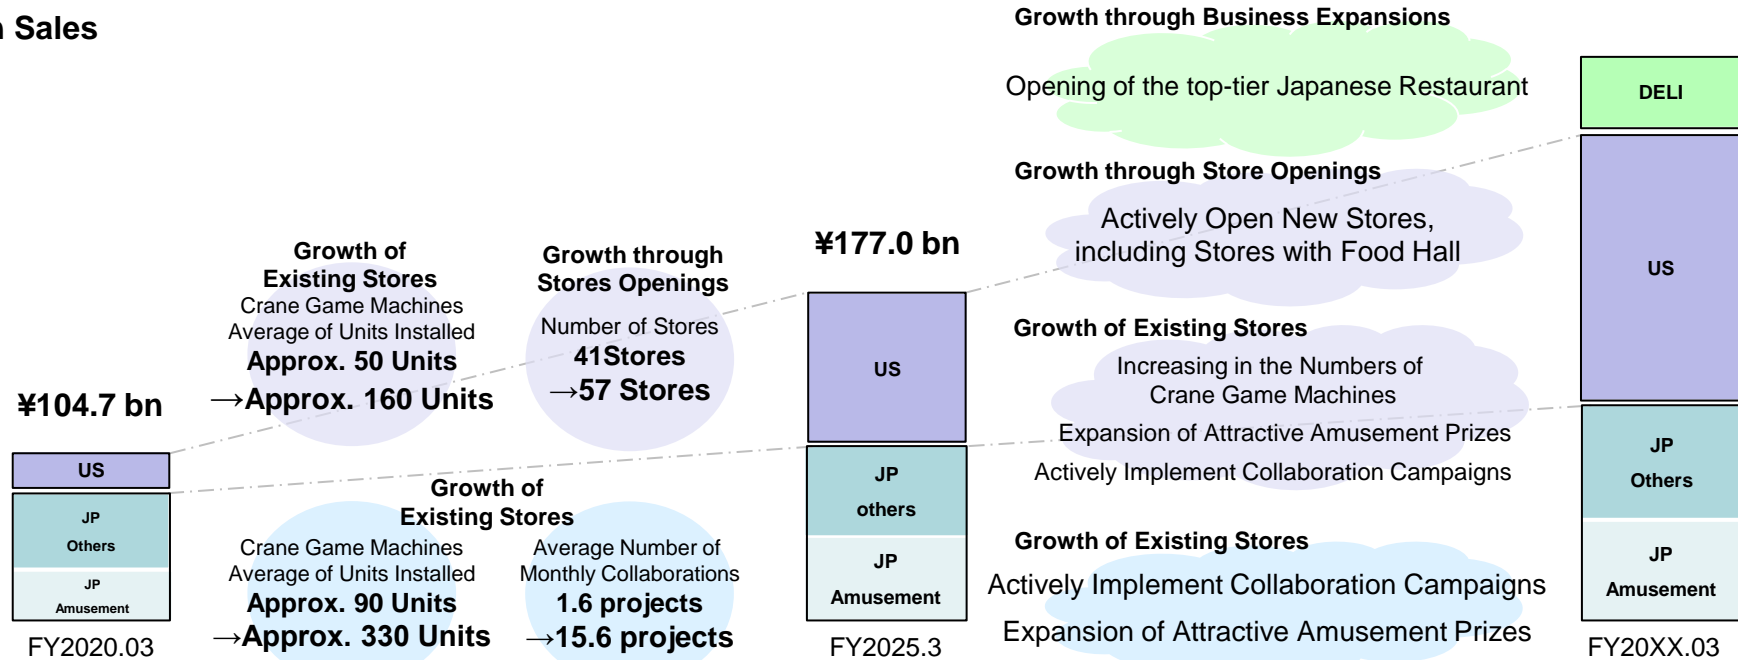 Sales
¥104.7 bn
US
JP
Others
JP
Amusement
FY2020.03
Growth of
Existing Stores
Crane Game Machines
Average of Units Installed
Approx. 50 Units
→Approx. 160 Units
Growth through
Stores Openings
Number of Stores
41Stores
→57 Stores
Growth of
Existing Stores
Crane Game Machines
Average of Units Installed
Approx. 90 Units
→Approx. 330 Units
Average Number of
Monthly Collaborations
1.6 projects
→15.6 projects
¥177.0 bn
US
JP
others
JP
Amusement
FY2025.3
Growth through Business Expansions
Opening of the top-tier Japanese Restaurant
Growth through Store Openings
Actively Open New Stores,
including Stores with Food Hall
Growth of Existing Stores
Increasing in the Numbers of
Crane Game Machines
Expansion of Attractive Amusement Prizes
Actively Implement Collaboration Campaigns
Growth of Existing Stores
Actively Implement Collaboration Campaigns
Expansion of Attractive Amusement Prizes
DELI
US
JP
Others
JP
Amusement
FY20XX.03